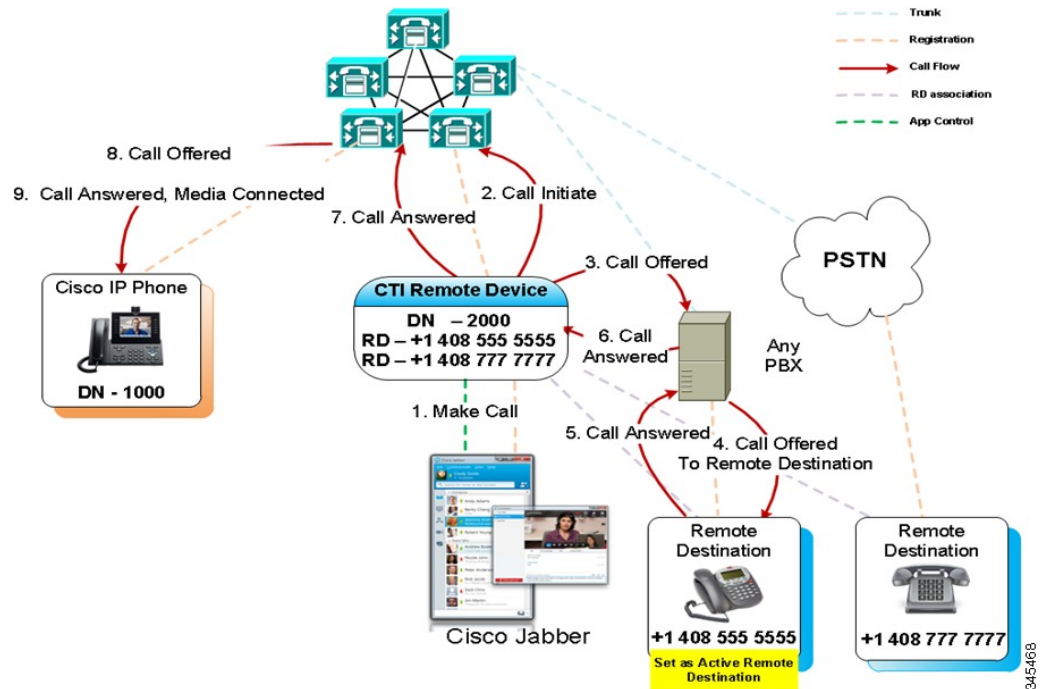 Trunk
Registration
Call Flow
RD association
App Control
8. Call Offered
9. Call Answered, Media Connected
2. Call Initiate
7. Call Answered
3. Call Offered
PSTN
Cisco IP Phone
DN - 1000
CTI Remote Device
DN – 2000
RD – +1 408 555 5555
RD – +1 408 777 7777
6. Call
Answered
Any
PBX
1. Make Call
5. Call Answered
4. Call Offered
To Remote Destination
Cisco Jabber
Remote
Destination
+1 408 555 5555
Set as Active Remote
Destination
Remote
Destination
+1 408 777 7777
345468